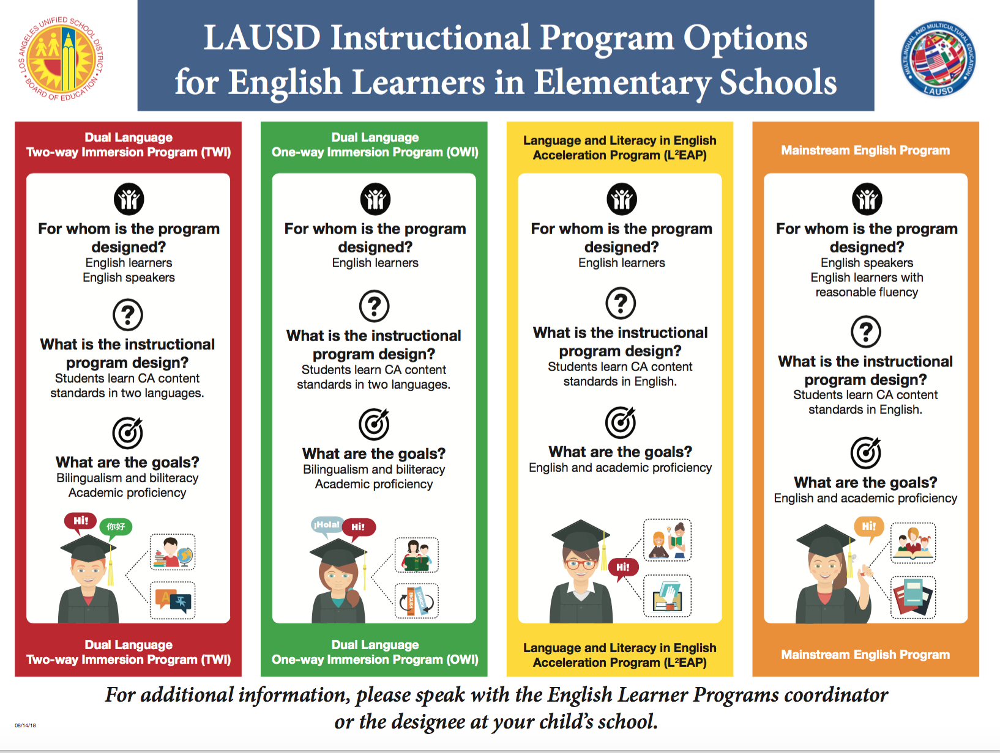 LOS ANGELES UNIFIED SCHOOL DISTRICT
• BOARD OF EDUCATION •
LAUSD Instructional Program Options
for English Learners in Elementary Schools
MULTILINGUAL AND MULTICULTURAL EDUCATION
LAUSD
Dual Language
Two-way Immersion Program (TWI)
For whom is the program
designed?
English learners
English speakers
?
What is the instructional
program design?
Students learn CA content
standards in two languages.
What are the goals?
Bilingualism and biliteracy
Academic proficiency
Hi!
你好
A
Dual Language
Two-way Immersion Program (TWI)
Dual Language
One-way Immersion Program (OWI)
For whom is the program
designed?
English learners
?
What is the instructional
program design?
Students learn CA content
standards in two languages.
What are the goals?
Bilingualism and biliteracy
Academic proficiency
¡Hola!
Hi!
ENGLISH
SPANISH
Dual Language
One-way Immersion Program (OWI)
Language and Literacy in English
Acceleration Program (L²EAP)
For whom is the program
designed?
English learners
?
What is the instructional
program design?
Students learn CA content
standards in English.
What are the goals?
English and academic proficiency
Hi!
Language and Literacy in English
Acceleration Program (L²EAP)
Mainstream English Program
For whom is the program
designed?
English speakers
English learners with
reasonable fluency
?
What is the instructional
program design?
Students learn CA content
standards in English.
What are the goals?
English and academic proficiency
Hi!
Mainstream English Program
For additional information, please speak with the English Learner Programs coordinator
or the designee at your child's school.
08/14/18